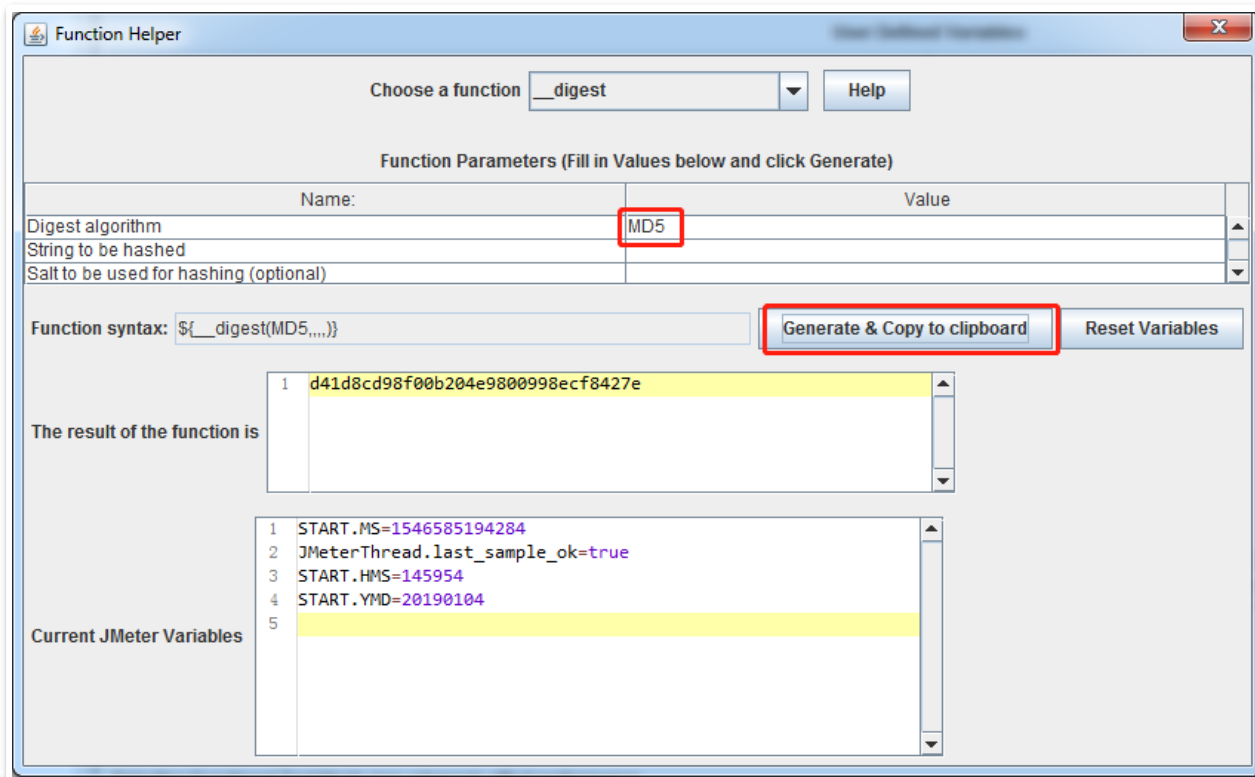 Function Helper
Choose a function __digest Help
Function Parameters (Fill in Values below and click Generate)
Name: Value
Digest algorithm MD5
String to be hashed
Salt to be used for hashing (optional)
Function syntax: ${__digest(MD5,,,,)} Generate & Copy to clipboard Reset Variables
The result of the function is
1 d41d8cd98f00b204e9800998ecf8427e
Current JMeter Variables
1 START.MS=1546585194284
2 JMeterThread.last_sample_ok=true
3 START.HMS=145954
4 START.YMD=20190104
5